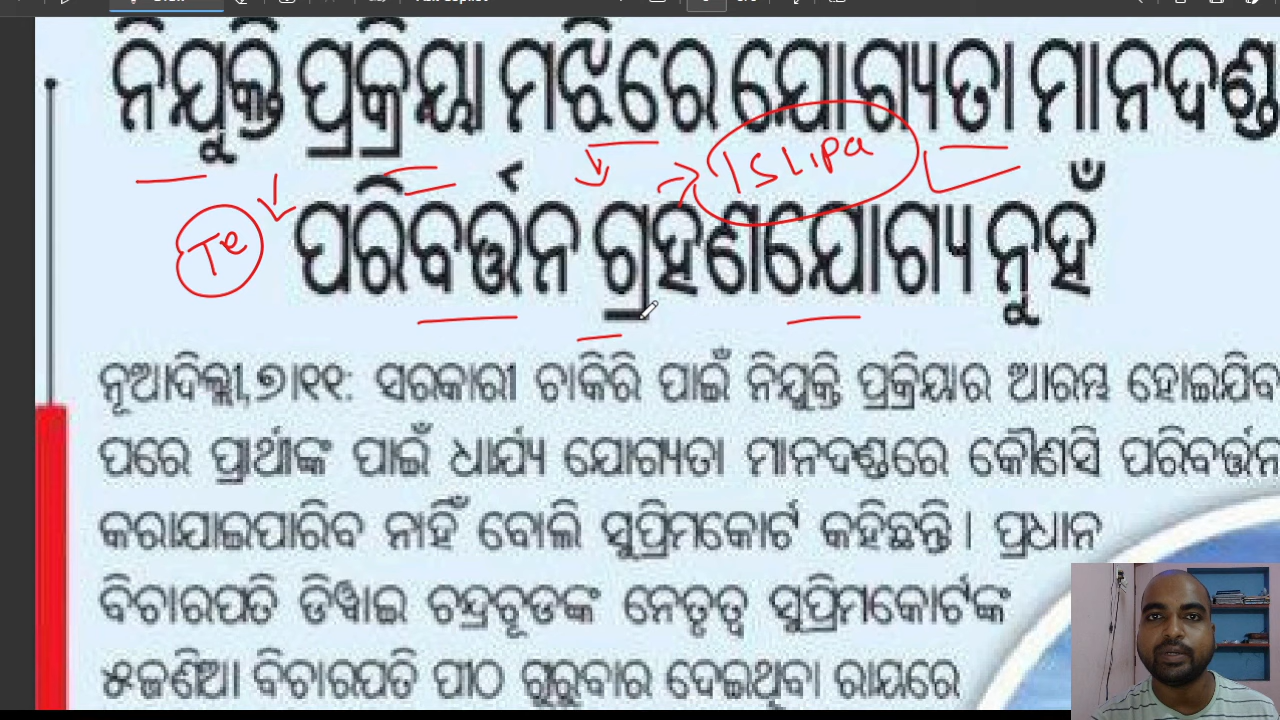 ନିଯୁକ୍ତି ପ୍ରକ୍ରିୟା ମଝିରେ ଯୋଗ୍ୟତା ମାନଦଣ୍ଡ
1Slipa
Te
ପରିବର୍ତ୍ତନ ଗ୍ରହଣଯୋଗ୍ୟ ନୁହଁ
ନୂଆଦିଲ୍ଲୀ,୭।୧୧: ସରକାରୀ ଚାକିରି ପାଇଁ ନିଯୁକ୍ତି ପ୍ରକ୍ରିୟାର ଆରମ୍ଭ ହୋଇଯିବ
ପରେ ପ୍ରାର୍ଥୀଙ୍କ ପାଇଁ ଧାର୍ଯ୍ୟ ଯୋଗ୍ୟତା ମାନଦଣ୍ଡରେ କୌଣସି ପରିବର୍ତ୍ତନ
କରାଯାଇପାରିବ ନାହିଁ ବୋଲି ସୁପ୍ରିମକୋର୍ଟ କହିଛନ୍ତି। ପ୍ରଧାନ
ବିଚାରପତି ଡିୱାଇ ଚନ୍ଦ୍ରଚୂଡଙ୍କ ନେତୃତ୍ୱ ସୁପ୍ରିମକୋର୍ଟଙ୍କ
୫ଜଣିଆ ବିଚାରପତି ପୀଠ ଗୁରୁବାର ଦେଇଥିବା ରାୟରେ